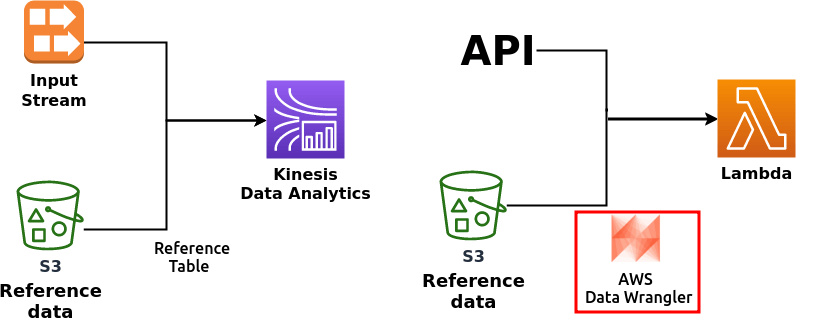 Input
Stream
Kinesis
Data Analytics
S3
Reference
data
Reference
Table
API
Lambda
S3
Reference
data
AWS
Data Wrangler